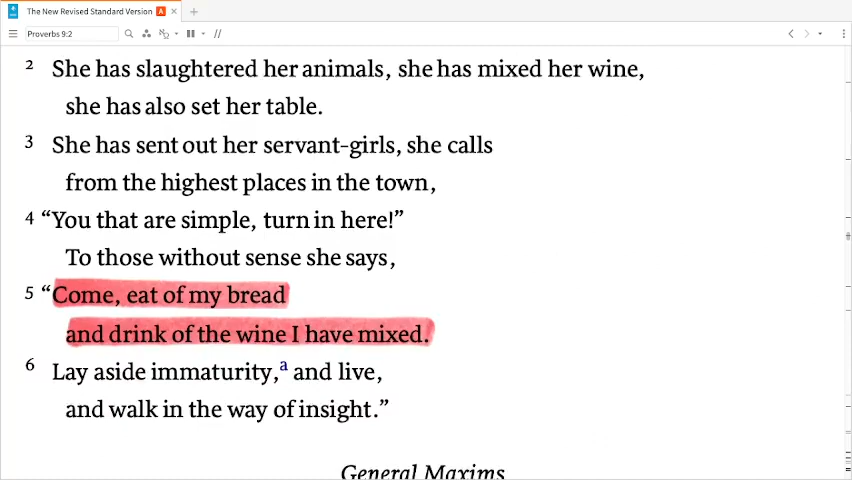 The New Revised Standard Version A
Proverbs 9:2
2 She has slaughtered her animals, she has mixed her wine,
she has also set her table.
3 She has sent out her servant-girls, she calls
from the highest places in the town,
4 “You that are simple, turn in here!”
To those without sense she says,
5 “Come, eat of my bread
and drink of the wine I have mixed.
6 Lay aside immaturity,a and live,
and walk in the way of insight.”
General Maxims